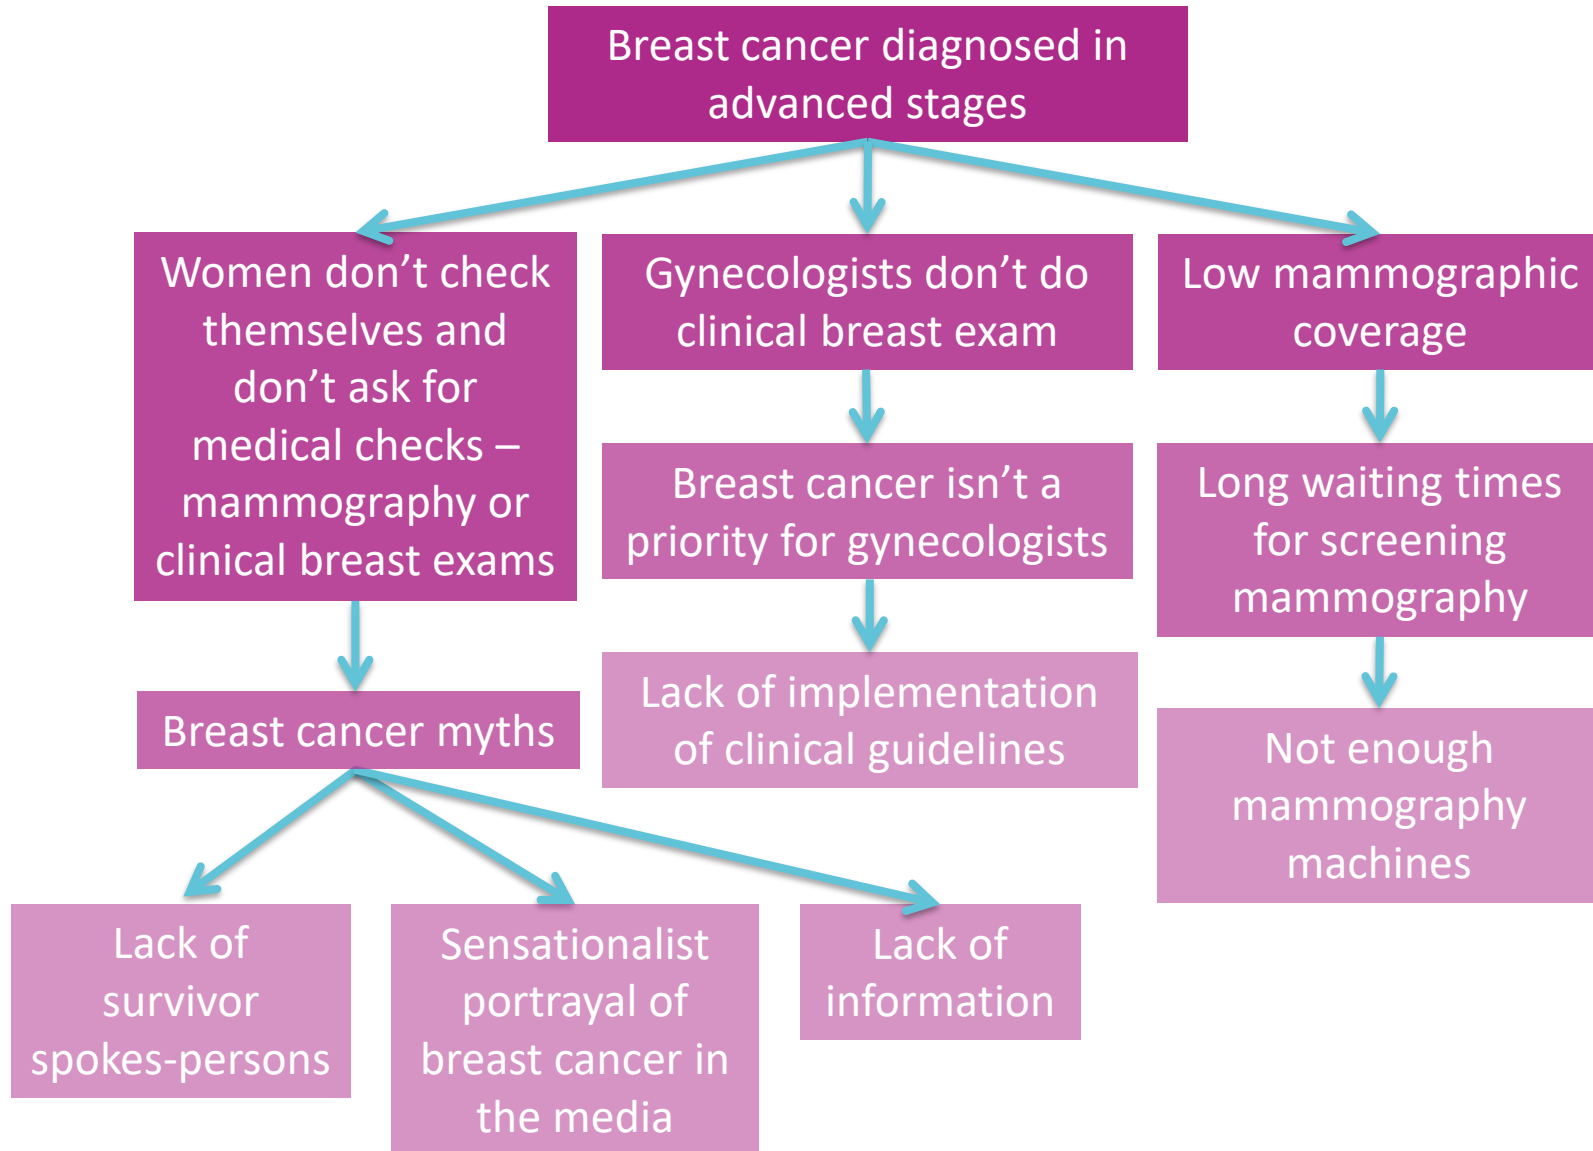 Breast cancer diagnosed in
advanced stages
Women don’t check
themselves and
don’t ask for
medical checks –
mammography or
clinical breast exams
Gynecologists don’t do
clinical breast exam
Low mammographic
coverage
Breast cancer isn’t a
priority for gynecologists
Long waiting times
for screening
mammography
Breast cancer myths
Lack of implementation
of clinical guidelines
Not enough
mammography
machines
Lack of
survivor
spokes-persons
Sensationalist
portrayal of
breast cancer in
the media
Lack of
information